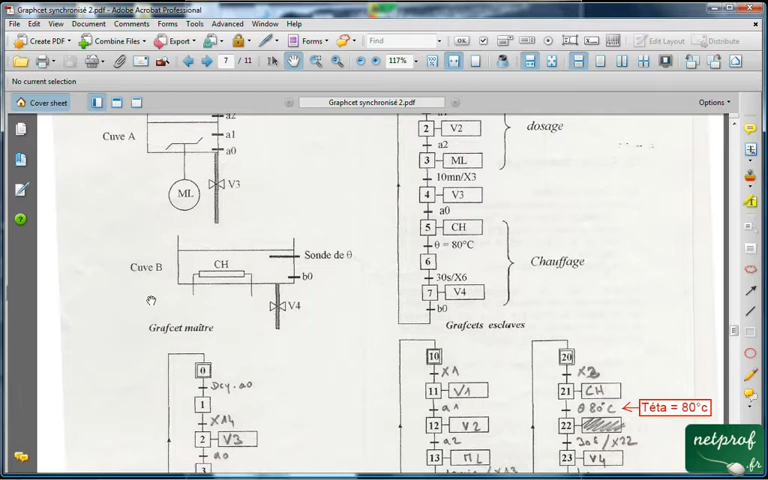 Graphcet synchronisé 2.pdf - Adobe Acrobat Professional
File Edit View Document Comments Forms Tools Advanced Window Help
Create PDF Combine Files Export Forms Find OK Edit Layout Distribute
7 / 11 117%
No current selection
Cover sheet Graphcet synchronisé 2.pdf Options
a2
Cuve A
a1
a0
ML
V3
2 V2
dosage
a2
3 ML
10mn/X3
4 V3
a0
5 CH
θ = 80°C
6
Chauffage
30s/X6
7 V4
b0
Sonde de θ
CH
Cuve B
b0
V4
Grafcet maître
Grafcets esclaves
0
Dcy.a0
1
X14
2 V3
a0
3
10
X1
11 V1
a1
12 V2
a2
13 ML
20
21 CH
θ 80°C
Téta = 80°c
22
30s/X22
23 V4
netprof
.fr